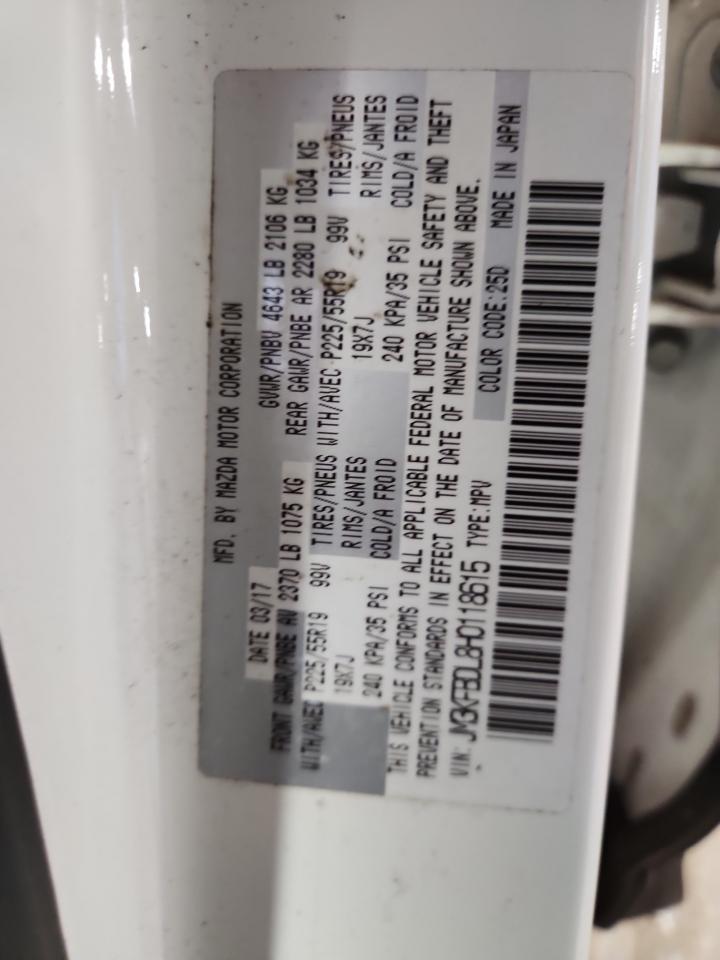 MFD. BY MAZDA MOTOR CORPORATION
DATE 03/17 GVWR/PNBV 4643 LB 2106 KG
FRONT GAWR/PNBE AV 2370 LB 1075 KG REAR GAWR/PNBE AR 2280 LB 1034 KG
WITH/AVEC P225/55R19 99V TIRES/PNEUS WITH/AVEC P225/55R19 99V TIRES/PNEUS
19X7J RIMS/JANTES 19X7J RIMS/JANTES
240 KPA/35 PSI COLD/A FROID 240 KPA/35 PSI COLD/A FROID
THIS VEHICLE CONFORMS TO ALL APPLICABLE FEDERAL MOTOR VEHICLE SAFETY AND THEFT
PREVENTION STANDARDS IN EFFECT ON THE DATE OF MANUFACTURE SHOWN ABOVE.
VIN: JM3KFBDL8H0118615 TYPE:MPV COLOR CODE:25D MADE IN JAPAN